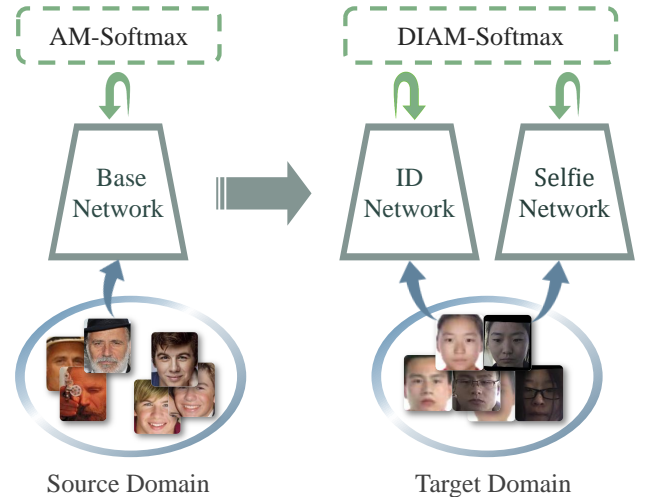 AM-Softmax
DIAM-Softmax
Base
Network
ID
Network
Selfie
Network
Source Domain
Target Domain